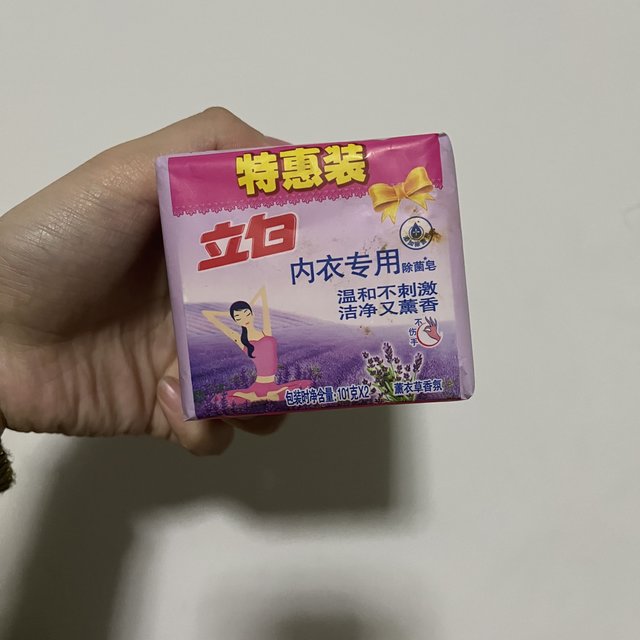 特惠装
立白
内衣专用除菌皂
温和不刺激
洁净又薰香
不伤手
包装时净含量:101克X2
薰衣草香氛